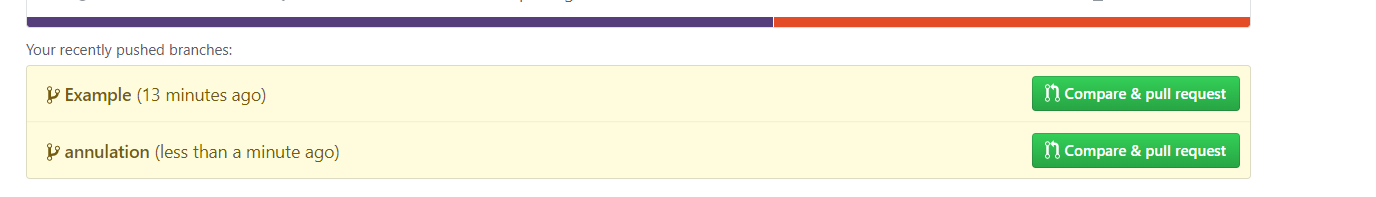 Your recently pushed branches:
Example (13 minutes ago)
Compare & pull request
annulation (less than a minute ago)
Compare & pull request